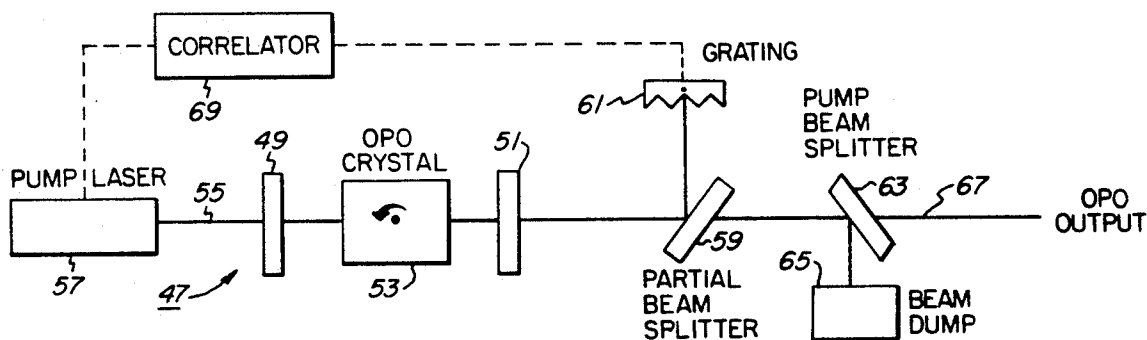 CORRELATOR
69
GRATING
61
PUMP
BEAM
SPLITTER
63
67
OPO
OUTPUT
49
OPO
CRYSTAL
51
PUMP LASER
55
57
47
53
59
PARTIAL
BEAM
SPLITTER
65
BEAM
DUMP